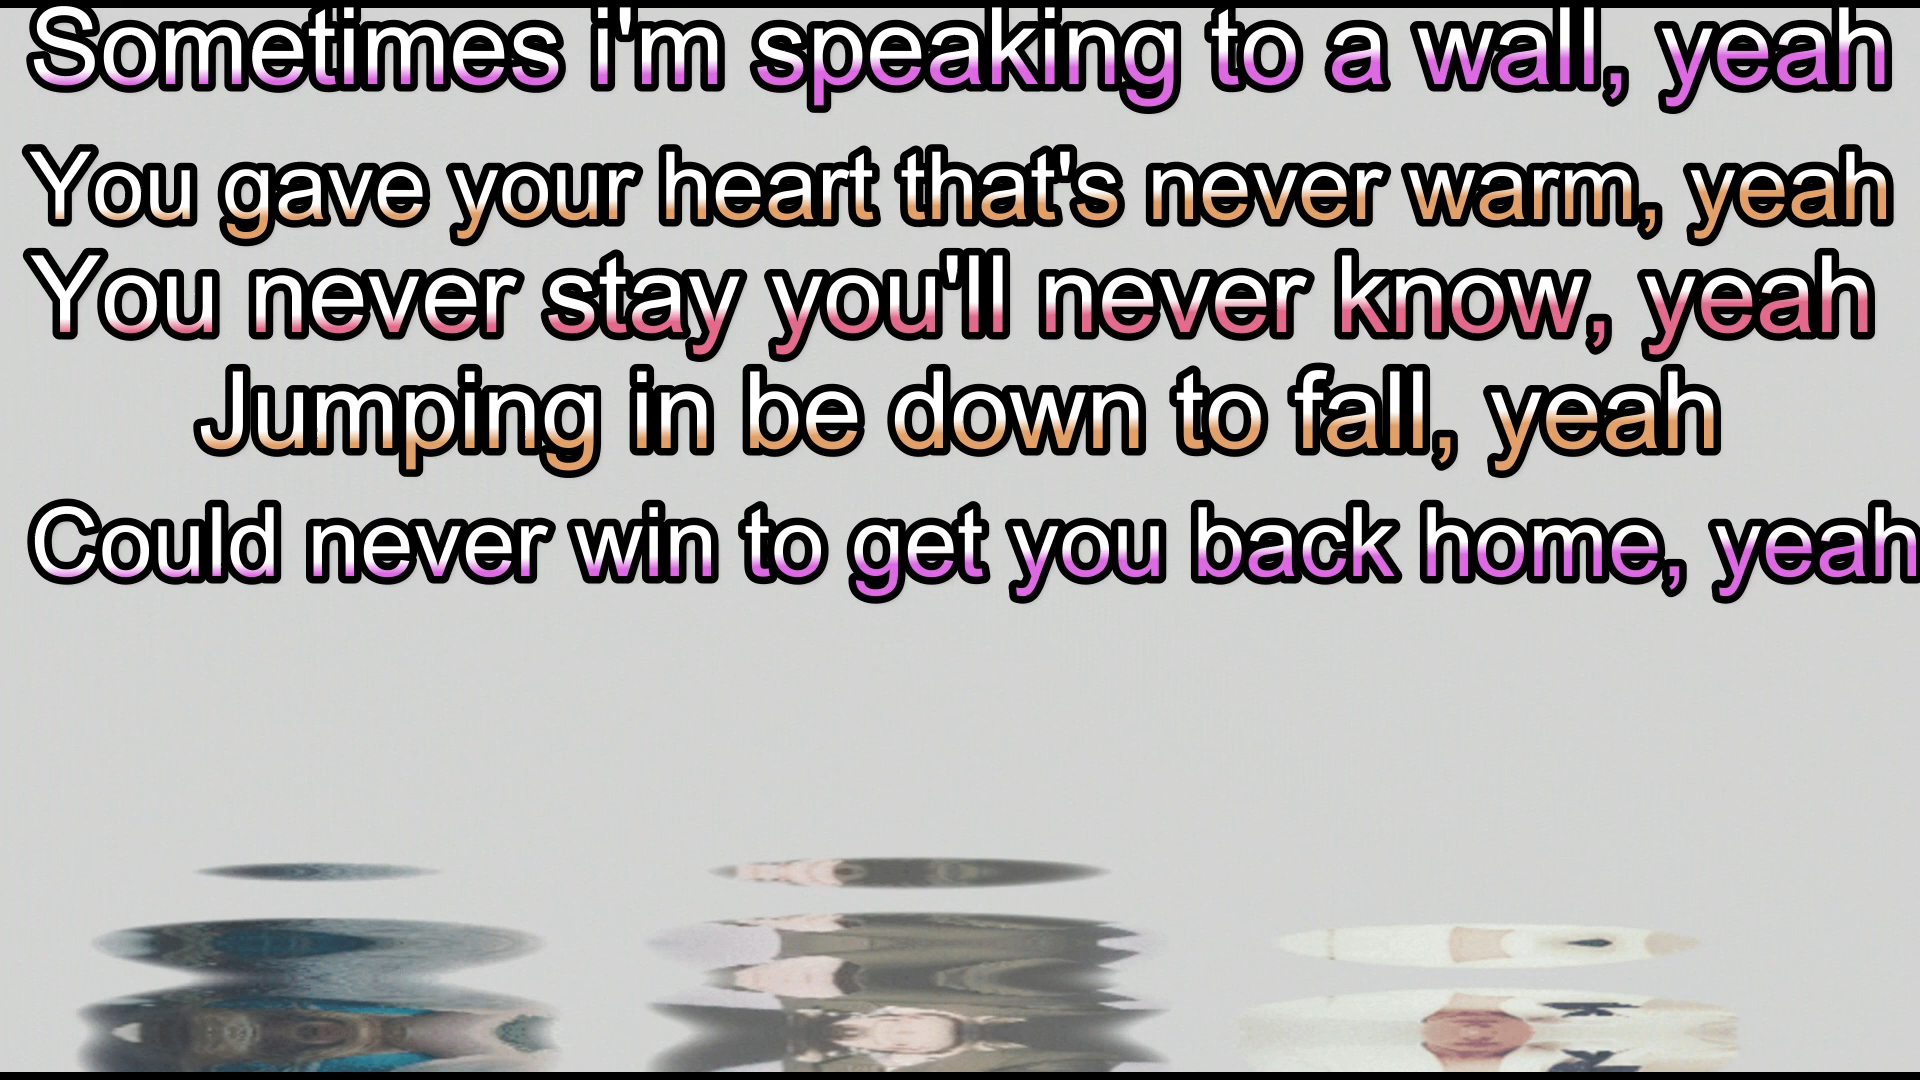 Sometimes i'm speaking to a wall, yeah
You gave your heart that's never warm, yeah
You never stay you'll never know, yeah
Jumping in be down to fall, yeah
Could never win to get you back home, yeah